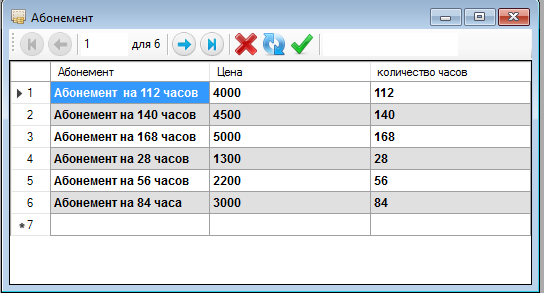 Абонемент
1 для 6
Абонемент Цена количество часов
1 Абонемент на 112 часов 4000 112
2 Абонемент на 140 часов 4500 140
3 Абонемент на 168 часов 5000 168
4 Абонемент на 28 часов 1300 28
5 Абонемент на 56 часов 2200 56
6 Абонемент на 84 часа 3000 84
* 7